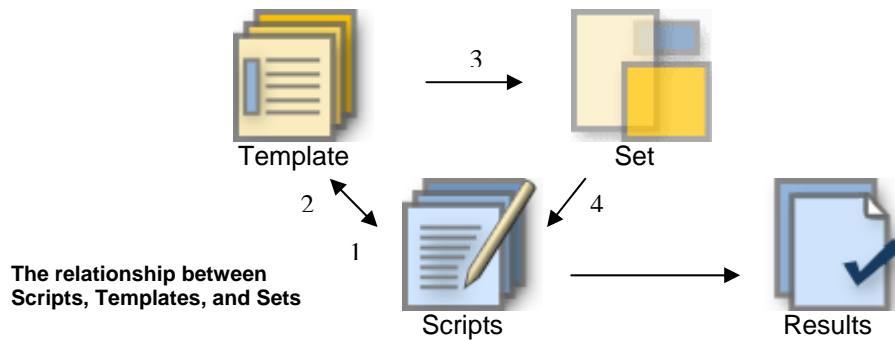 3
Template
Set
2
4
1
The relationship between
Scripts, Templates, and Sets
Scripts
Results